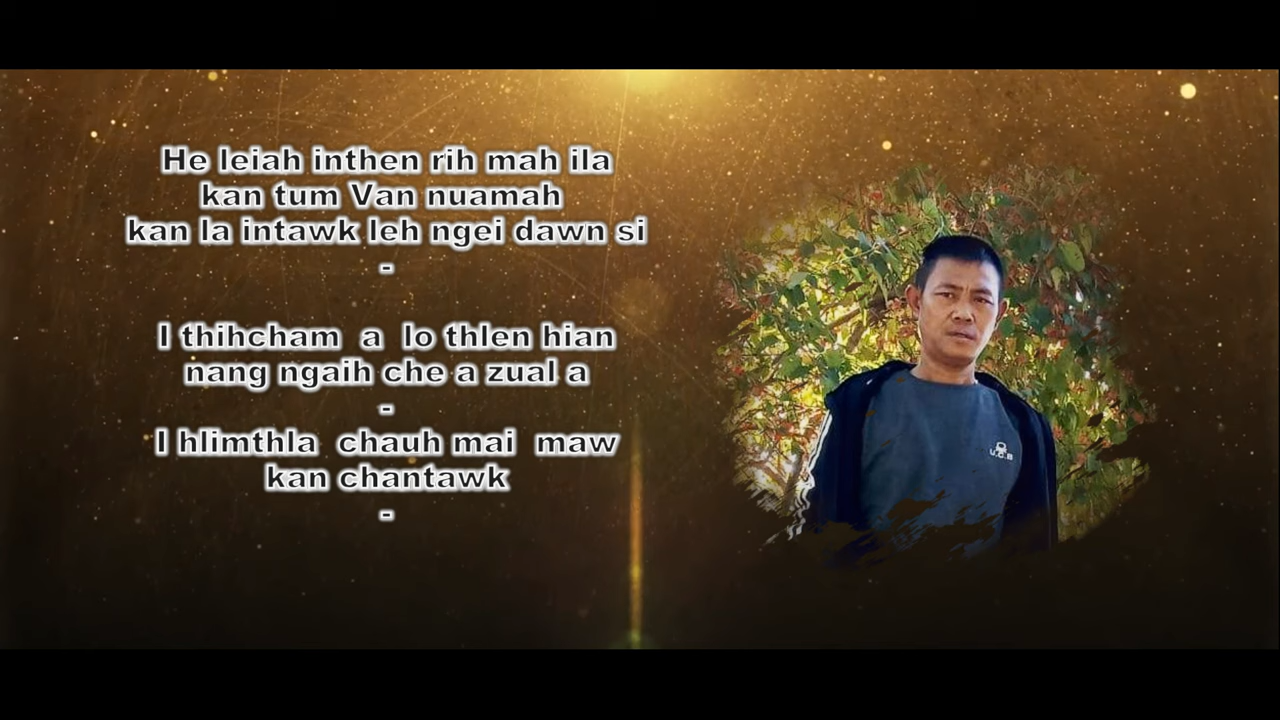 He leiah inthen rih mah ila
kan tum Van nuamah
kan la intawk leh ngei dawn si
-
I thihcham a lo thlen hian
nang ngaih che a zual a
-
I hlimthla chauh mai maw
kan chantawk
-
U.C.B